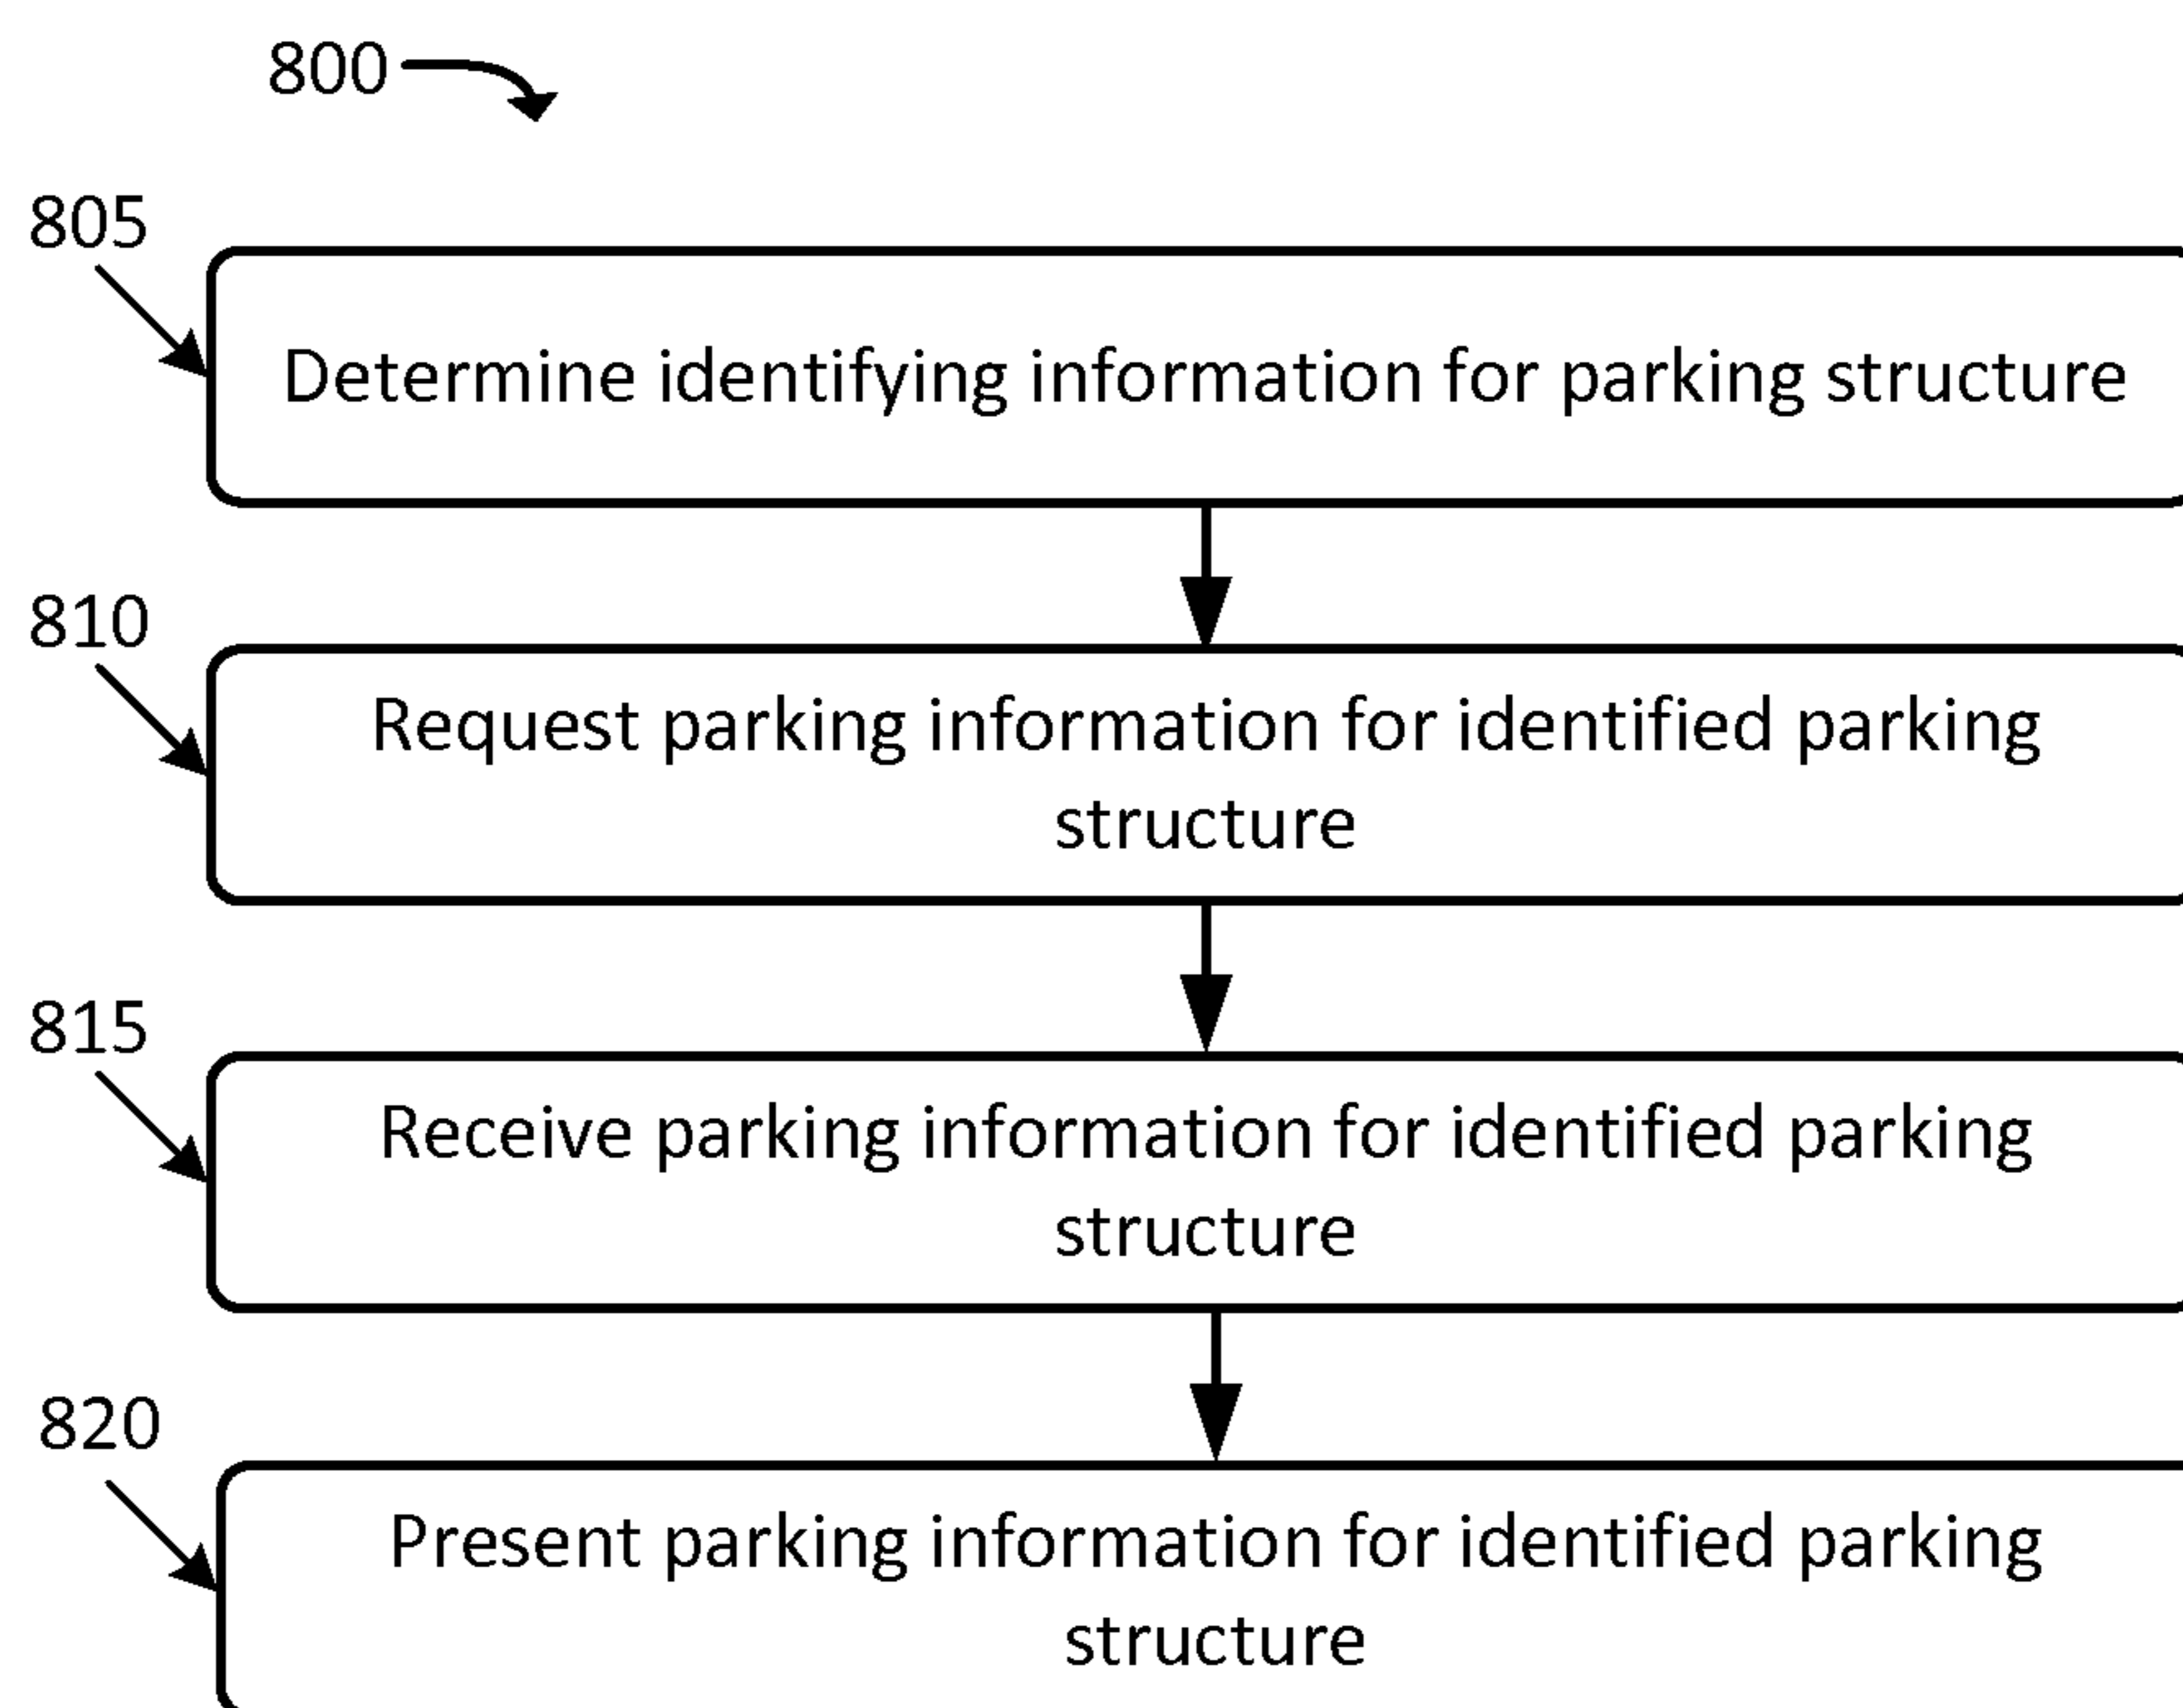 800
805
Determine identifying information for parking structure
810
Request parking information for identified parking
structure
815
Receive parking information for identified parking
structure
820
Present parking information for identified parking
structure